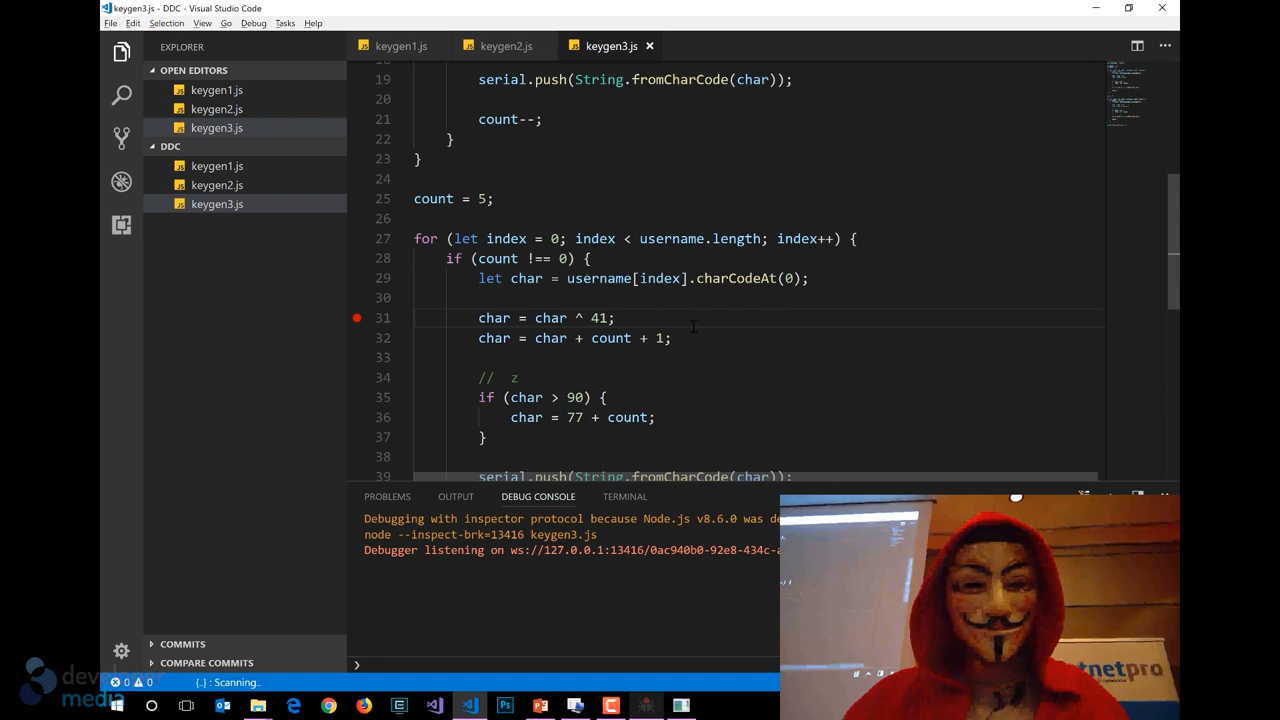 keygen3.js - DDC - Visual Studio Code
File Edit Selection View Go Debug Tasks Help
EXPLORER
keygen1.js keygen2.js keygen3.js
OPEN EDITORS
keygen1.js
keygen2.js
keygen3.js
DDC
keygen1.js
keygen2.js
keygen3.js
19 serial.push(String.fromCharCode(char));
20
21 count--;
22 }
23 }
24
25 count = 5;
26
27 for (let index = 0; index < username.length; index++) {
28 if (count !== 0) {
29 let char = username[index].charCodeAt(0);
30
31 char = char ^ 41;
32 char = char + count + 1;
33
34 // z
35 if (char > 90) {
36 char = 77 + count;
37 }
38
39 serial.push(String.fromCharCode(char));
PROBLEMS OUTPUT DEBUG CONSOLE TERMINAL
Debugging with inspector protocol because Node.js v8.6.0 was de
node --inspect-brk=13416 keygen3.js
Debugger listening on ws://127.0.0.1:13416/0ac940b0-92e8-434c-a
COMMITS
COMPARE COMMITS
0 0 {..} : Scanning..
developer
media
tnetpro